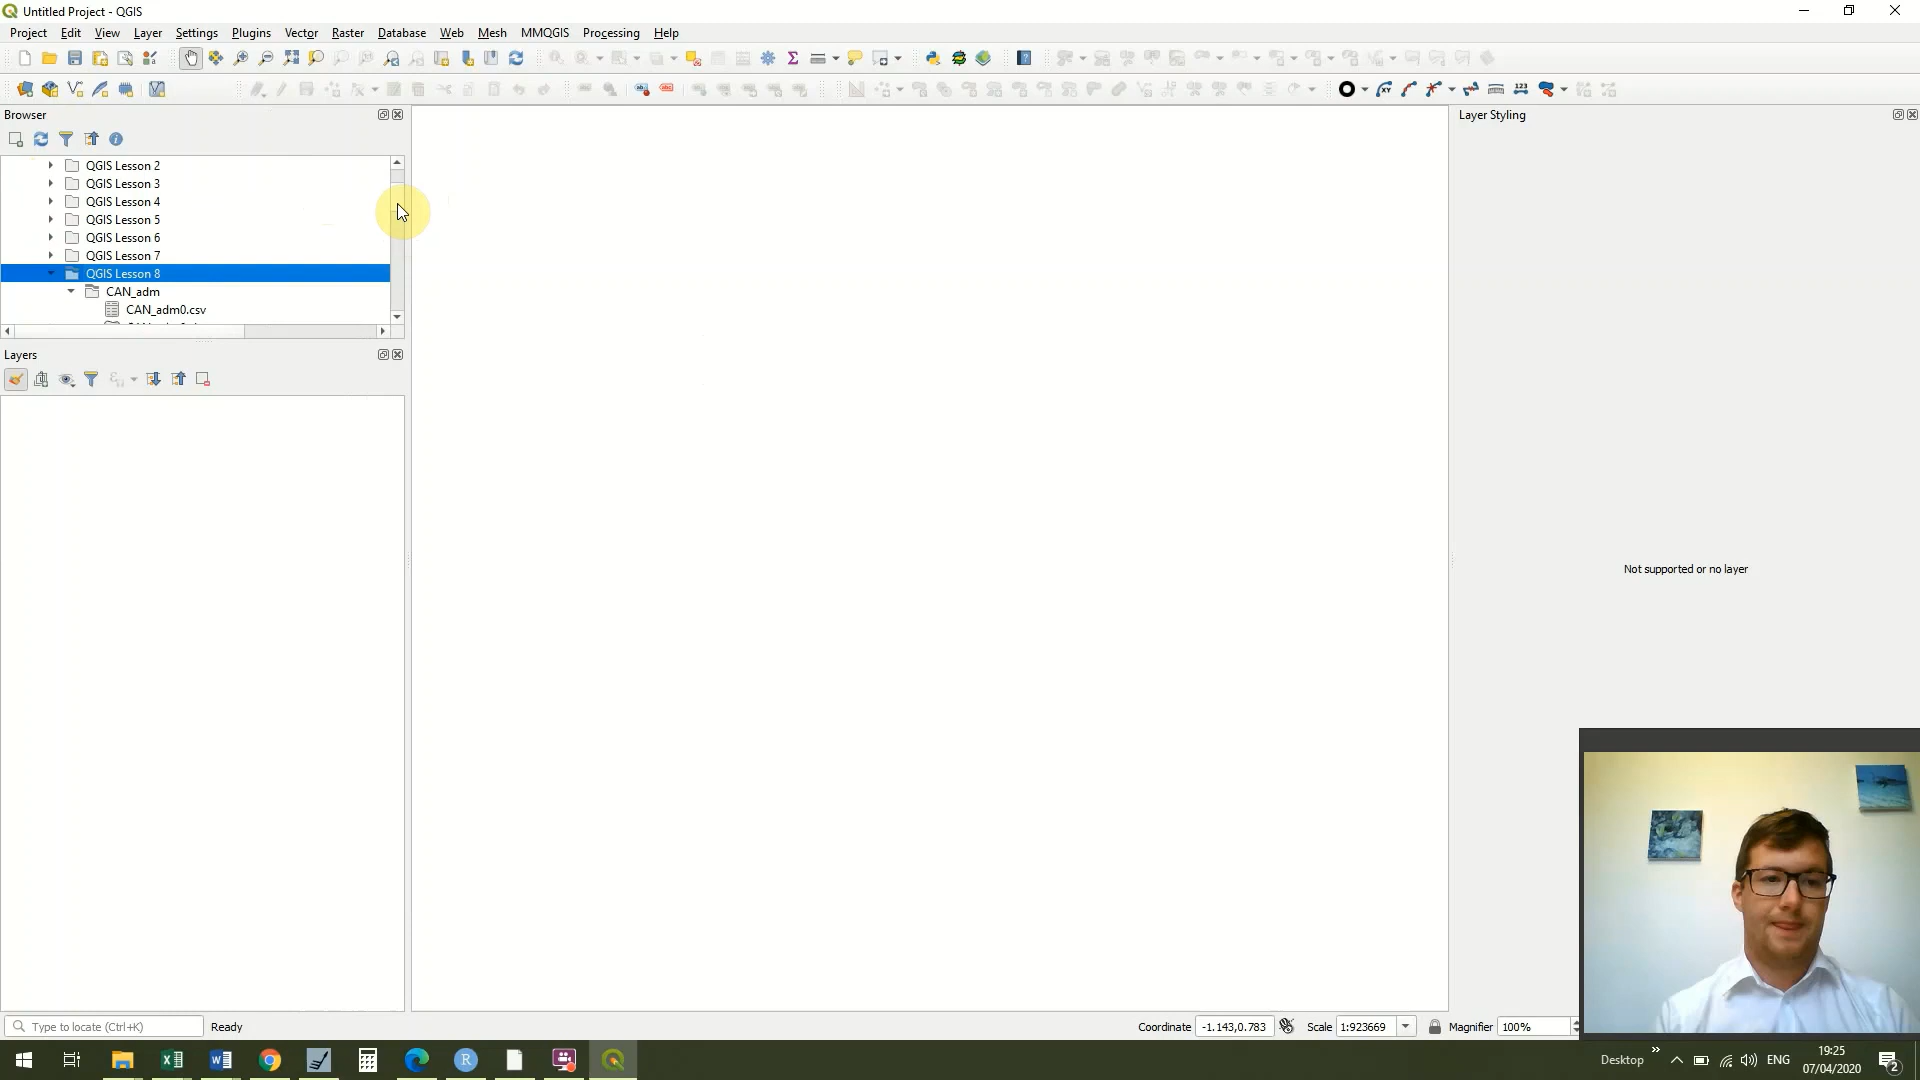 Untitled Project - QGIS
Project Edit View Layer Settings Plugins Vector Raster Database Web Mesh MMQGIS Processing Help
Browser
QGIS Lesson 2
QGIS Lesson 3
QGIS Lesson 4
QGIS Lesson 5
QGIS Lesson 6
QGIS Lesson 7
QGIS Lesson 8
CAN_adm
CAN_adm0.csv
Layers
Layer Styling
Not supported or no layer
Type to locate (Ctrl+K)
Ready
Coordinate -1.143,0.783
Scale 1:923669
Magnifier 100%
Desktop
ENG
19:25
07/04/2020
2